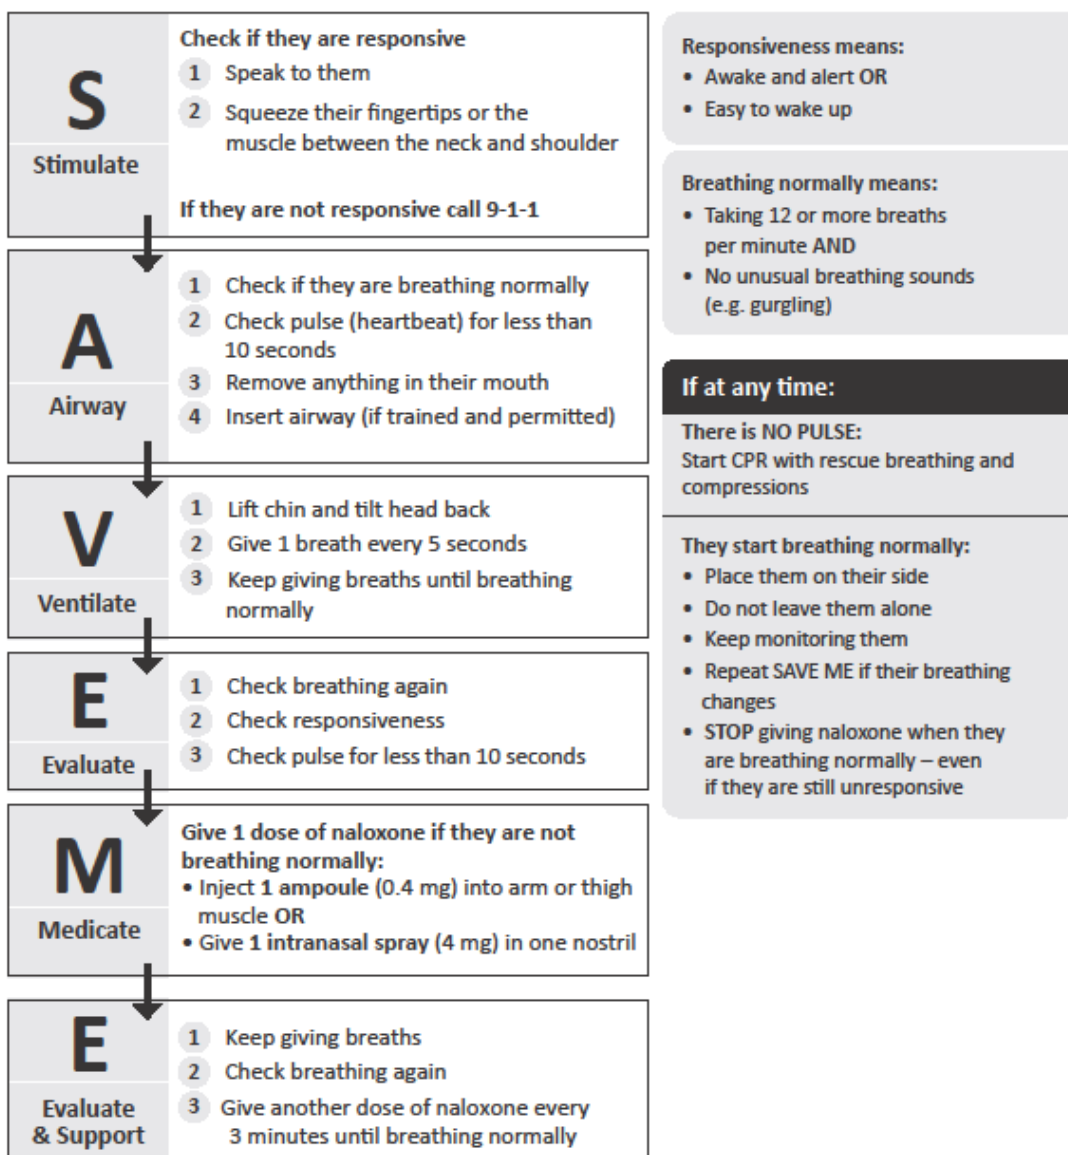 S
Stimulate
Check if they are responsive
1 Speak to them
2 Squeeze their fingertips or the
muscle between the neck and shoulder
If they are not responsive call 9-1-1
A
Airway
1 Check if they are breathing normally
2 Check pulse (heartbeat) for less than
10 seconds
3 Remove anything in their mouth
4 Insert airway (if trained and permitted)
V
Ventilate
1 Lift chin and tilt head back
2 Give 1 breath every 5 seconds
3 Keep giving breaths until breathing
normally
E
Evaluate
1 Check breathing again
2 Check responsiveness
3 Check pulse for less than 10 seconds
M
Medicate
Give 1 dose of naloxone if they are not
breathing normally:
• Inject 1 ampoule (0.4 mg) into arm or thigh
muscle OR
• Give 1 intranasal spray (4 mg) in one nostril
E
Evaluate
& Support
1 Keep giving breaths
2 Check breathing again
3 Give another dose of naloxone every
3 minutes until breathing normally
Responsiveness means:
• Awake and alert OR
• Easy to wake up
Breathing normally means:
• Taking 12 or more breaths
per minute AND
• No unusual breathing sounds
(e.g. gurgling)
If at any time:
There is NO PULSE:
Start CPR with rescue breathing and
compressions
They start breathing normally:
• Place them on their side
• Do not leave them alone
• Keep monitoring them
• Repeat SAVE ME if their breathing
changes
• STOP giving naloxone when they
are breathing normally – even
if they are still unresponsive